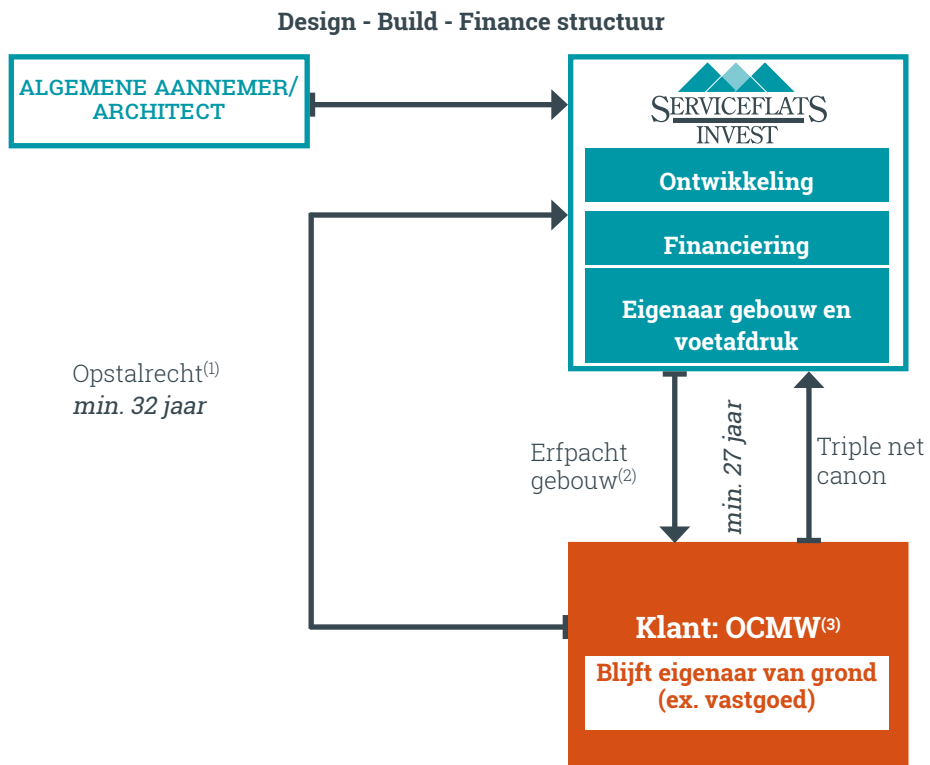 Design - Build - Finance structuur
ALGEMENE AANNEMER/
ARCHITECT
SERVICEFLATS
INVEST
Ontwikkeling
Financiering
Eigenaar gebouw en
voetafdruk
Opstalrecht(1)
min. 32 jaar
Erfpacht
gebouw(2)
min. 27 jaar
Triple net
canon
Klant: OCMW(3)
Blijft eigenaar van grond
(ex. vastgoed)